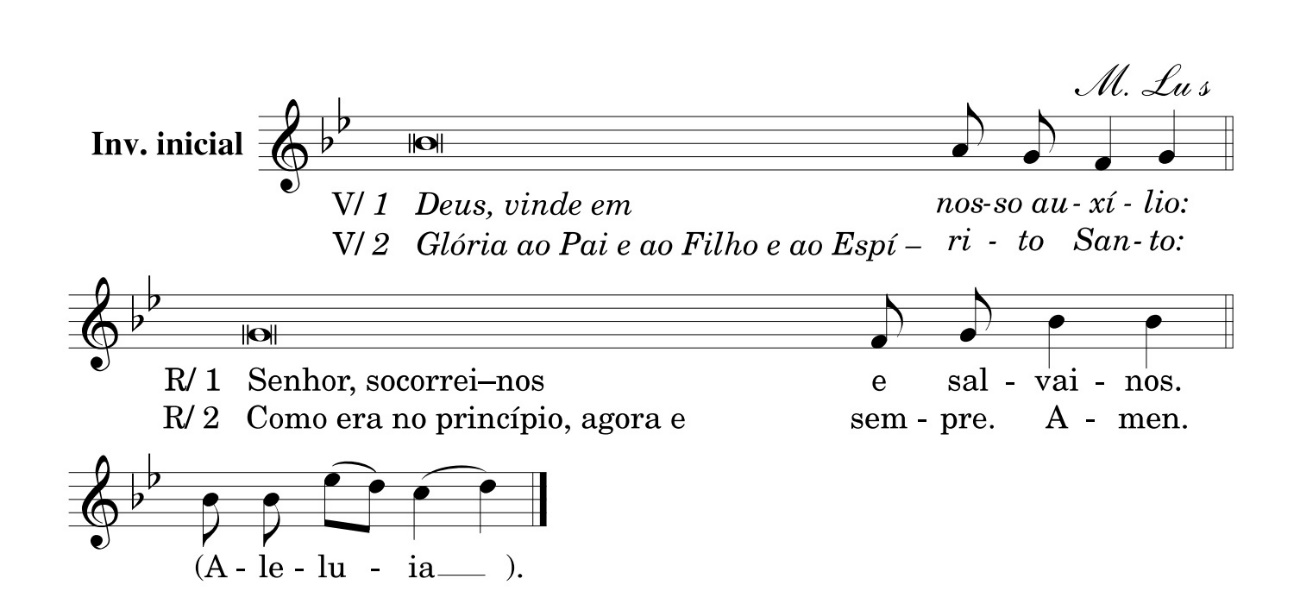 M. Lu s
Inv. inicial
V/ 1 Deus, vinde em nos-so au - xí - lio:
V/ 2 Glória ao Pai e ao Filho e ao Espí – ri - to San - to:
R/ 1 Senhor, socorrei–nos e sal - vai - nos.
R/ 2 Como era no princípio, agora e sem - pre. A - men.
(A - le - lu - ia ).